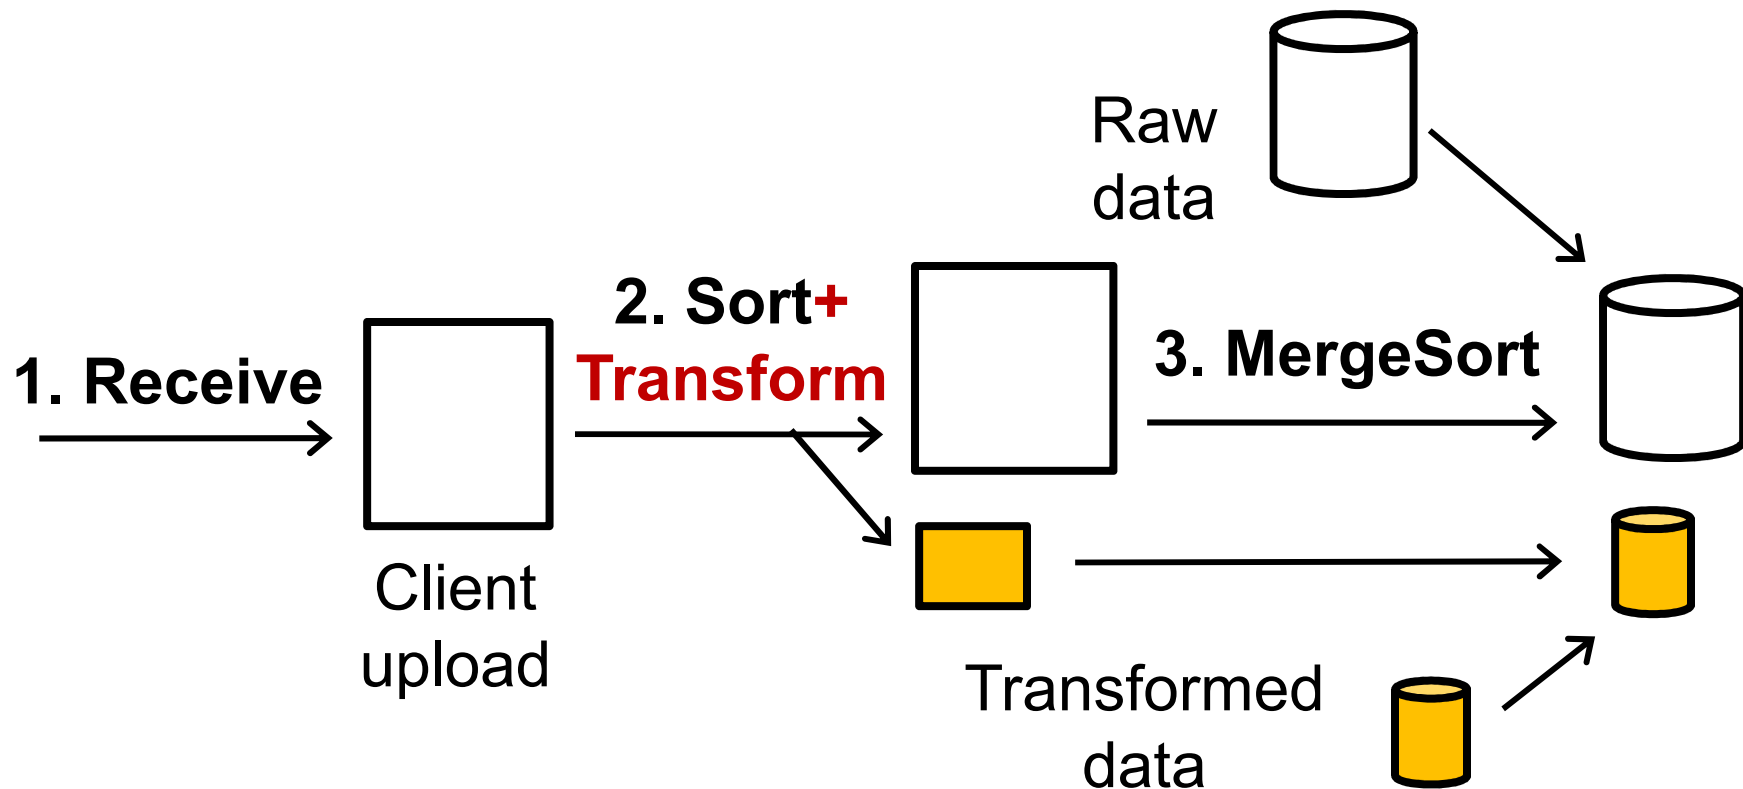 1. Receive
Client
upload
2. Sort+
Transform
Raw
data
3. MergeSort
Transformed
data